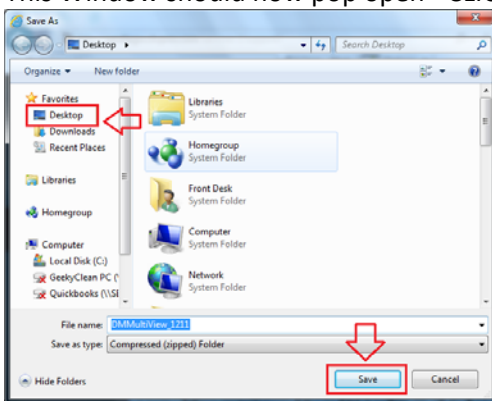 This Window should now pop open
Save As
Desktop
Search Desktop
Organize New folder
Favorites
Desktop
Downloads
Recent Places
Libraries
Homegroup
Computer
Local Disk (C:)
GeekyClean PC (
Quickbooks (\\SE
Libraries
System Folder
Homegroup
System Folder
Front Desk
System Folder
Computer
System Folder
Network
System Folder
File name: DMMultiView_1211
Save as type: Compressed (zipped) Folder
Hide Folders
Save
Cancel